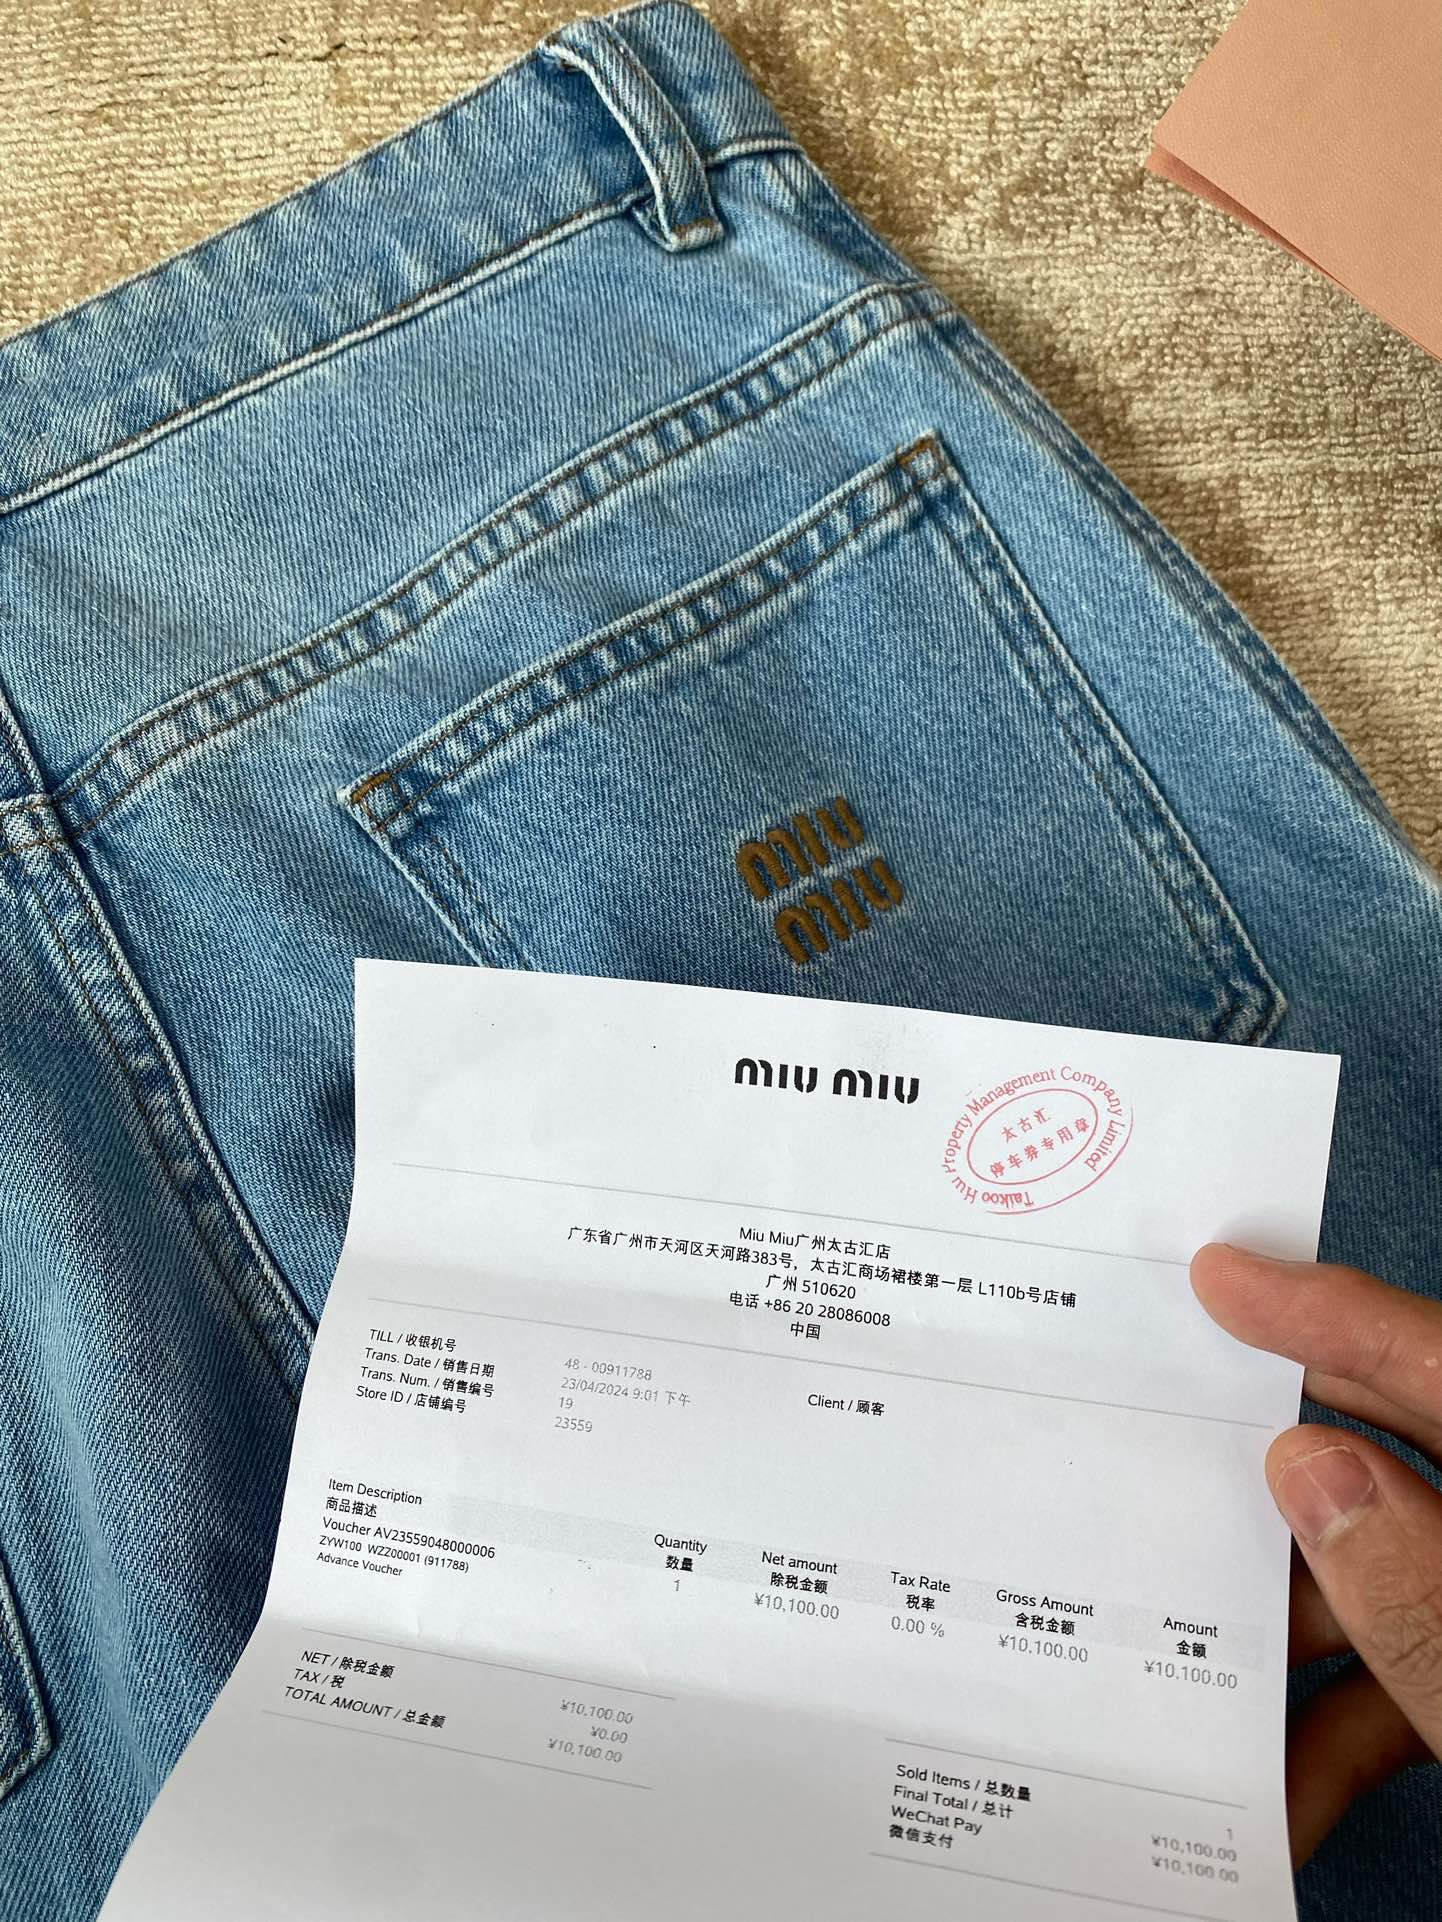 miu
miu
miu miu
Taikoo Hui Property Management Company Limited
太古汇
停车券专用章
Miu Miu广州太古汇店
广东省广州市天河区天河路383号，太古汇商场裙楼第一层 L110b号店铺
广州 510620
电话 +86 20 28086008
中国
TILL / 收银机号 48 - 00911788
Trans. Date / 销售日期 23/04/2024 9:01 下午
Trans. Num. / 销售编号 19
Store ID / 店铺编号 23559
Client / 顾客
Item Description Quantity Net amount Tax Rate Gross Amount Amount
商品描述 数量 除税金额 税率 含税金额 金额
Voucher AV23559048000006 1 ¥10,100.00 0.00 % ¥10,100.00 ¥10,100.00
ZYW100 WZZ00001 (911788)
Advance Voucher
NET / 除税金额 ¥10,100.00
TAX / 税 ¥0.00
TOTAL AMOUNT / 总金额 ¥10,100.00
Sold Items / 总数量 1
Final Total / 总计 ¥10,100.00
WeChat Pay ¥10,100.00
微信支付